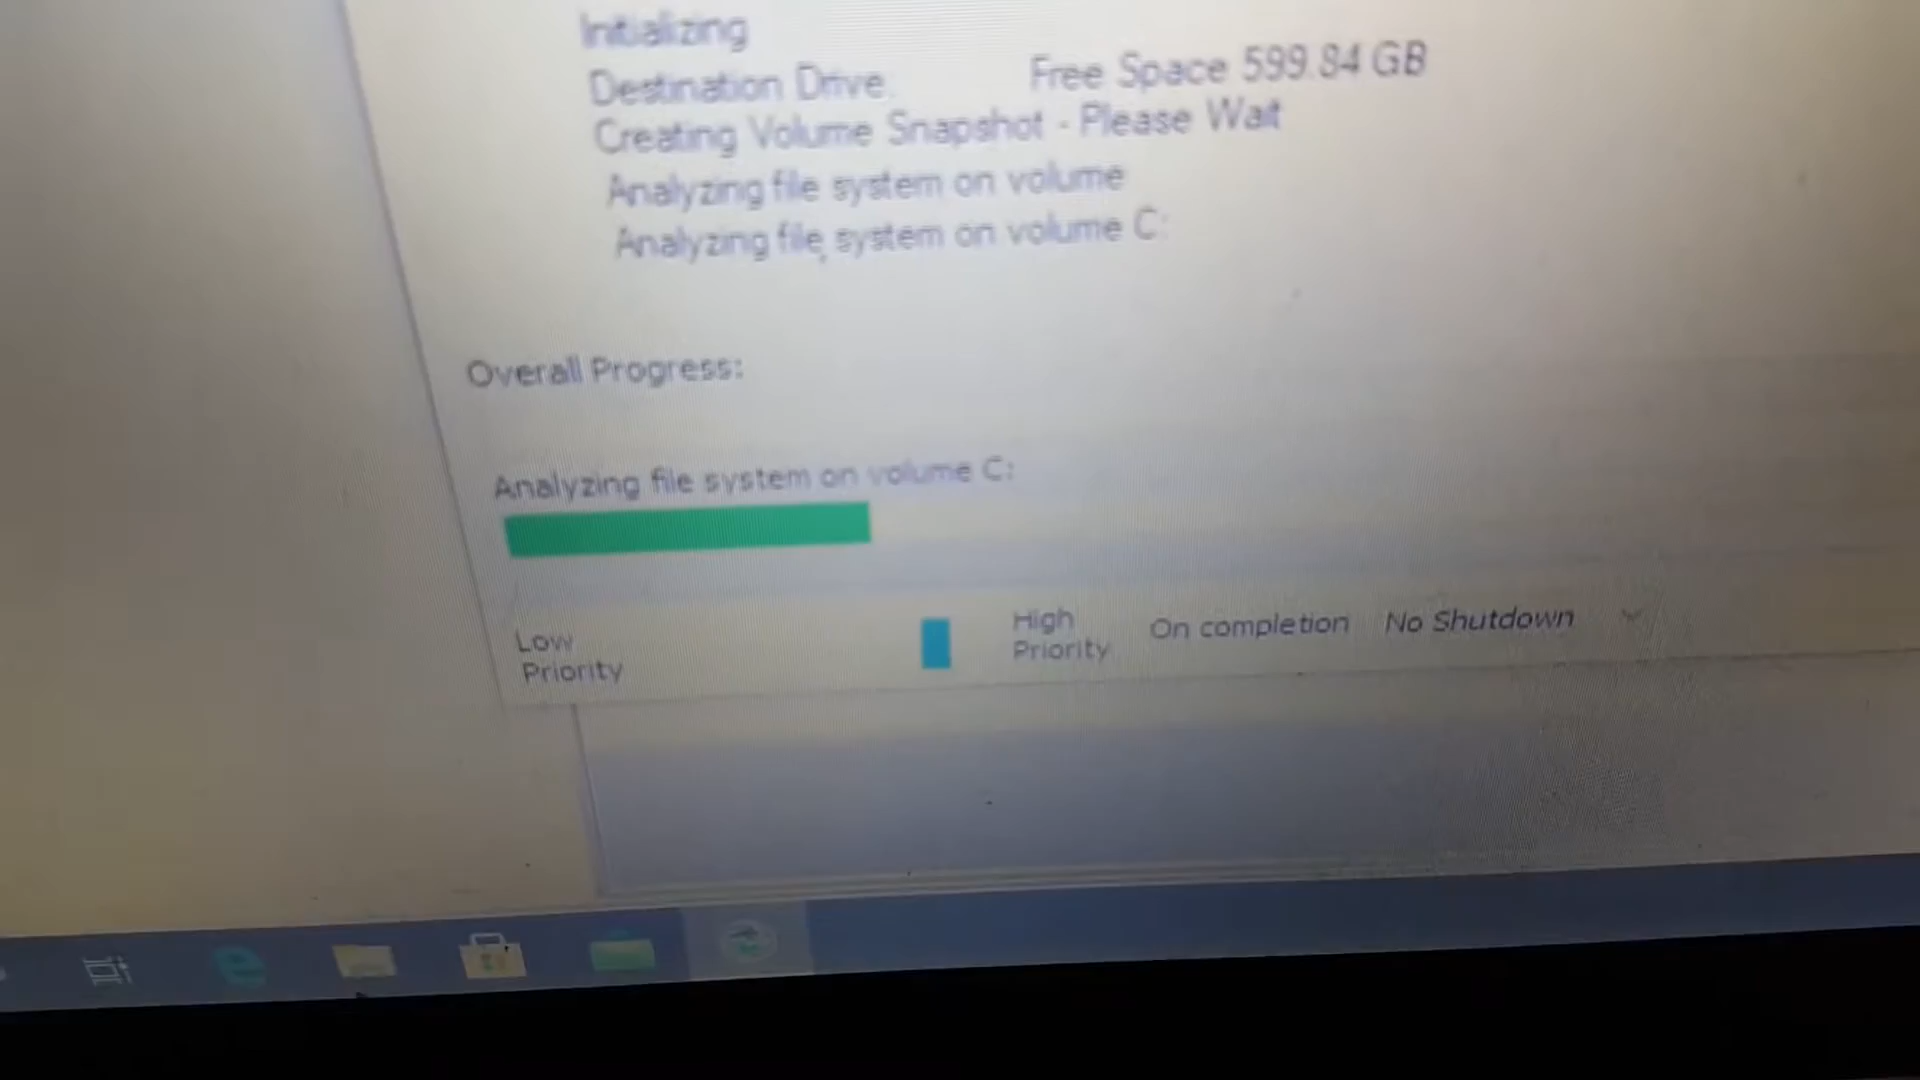 Initializing
Destination Drive. Free Space 599.84 GB
Creating Volume Snapshot - Please Wait
Analyzing file system on volume
Analyzing file system on volume C:
Overall Progress:
Analyzing file system on volume C:
Low Priority
High Priority
On completion No Shutdown